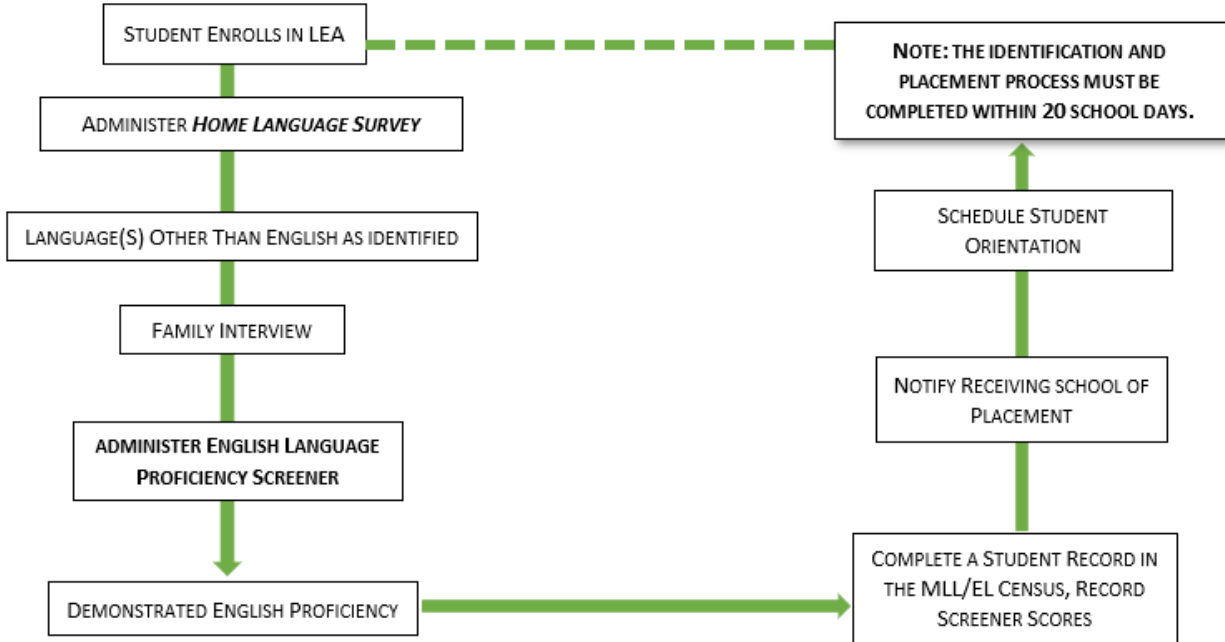 STUDENT ENROLLS IN LEA
ADMINISTER HOME LANGUAGE SURVEY
LANGUAGE(S) OTHER THAN ENGLISH AS IDENTIFIED
FAMILY INTERVIEW
ADMINISTER ENGLISH LANGUAGE
PROFICIENCY SCREENER
DEMONSTRATED ENGLISH PROFICIENCY
COMPLETE A STUDENT RECORD IN
THE MLL/EL CENSUS, RECORD
SCREENER SCORES
NOTIFY RECEIVING SCHOOL OF
PLACEMENT
SCHEDULE STUDENT
ORIENTATION
NOTE: THE IDENTIFICATION AND
PLACEMENT PROCESS MUST BE
COMPLETED WITHIN 20 SCHOOL DAYS.